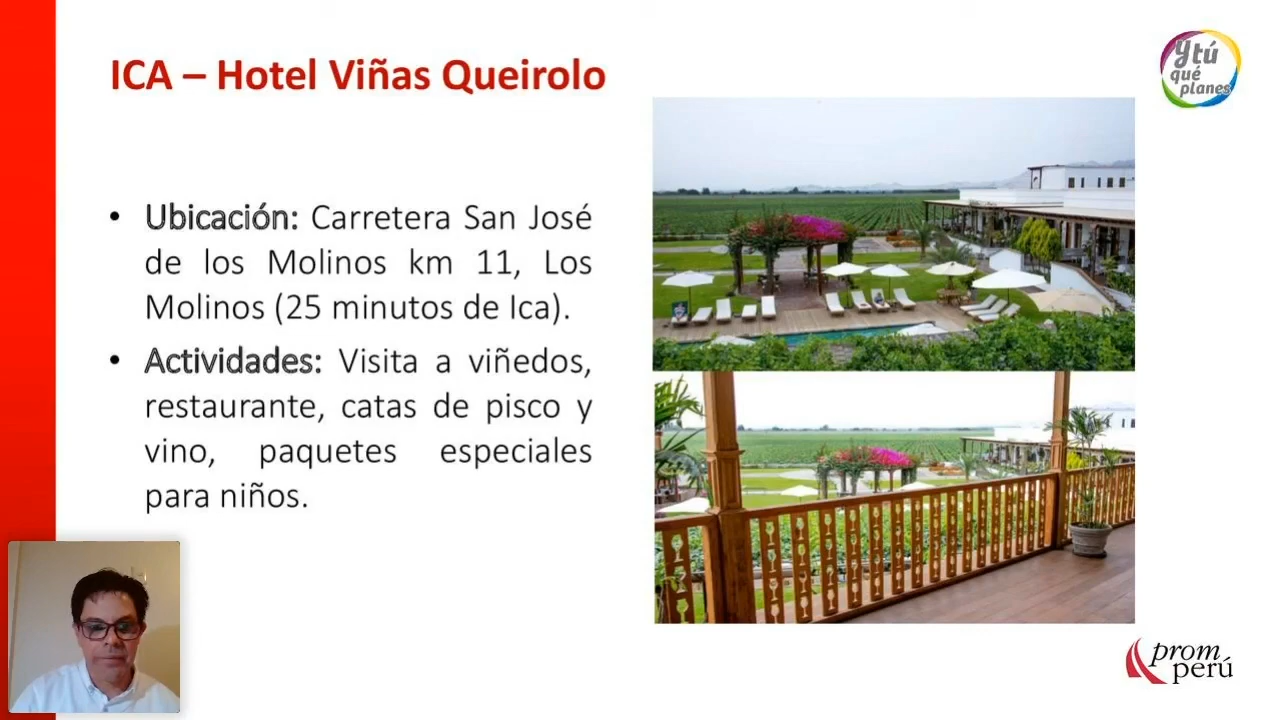 ICA – Hotel Viñas Queirolo
Ytú
qué
planes
• Ubicación: Carretera San José
de los Molinos km 11, Los
Molinos (25 minutos de Ica).
• Actividades: Visita a viñedos,
restaurante, catas de pisco y
vino, paquetes especiales
para niños.
prom
perú